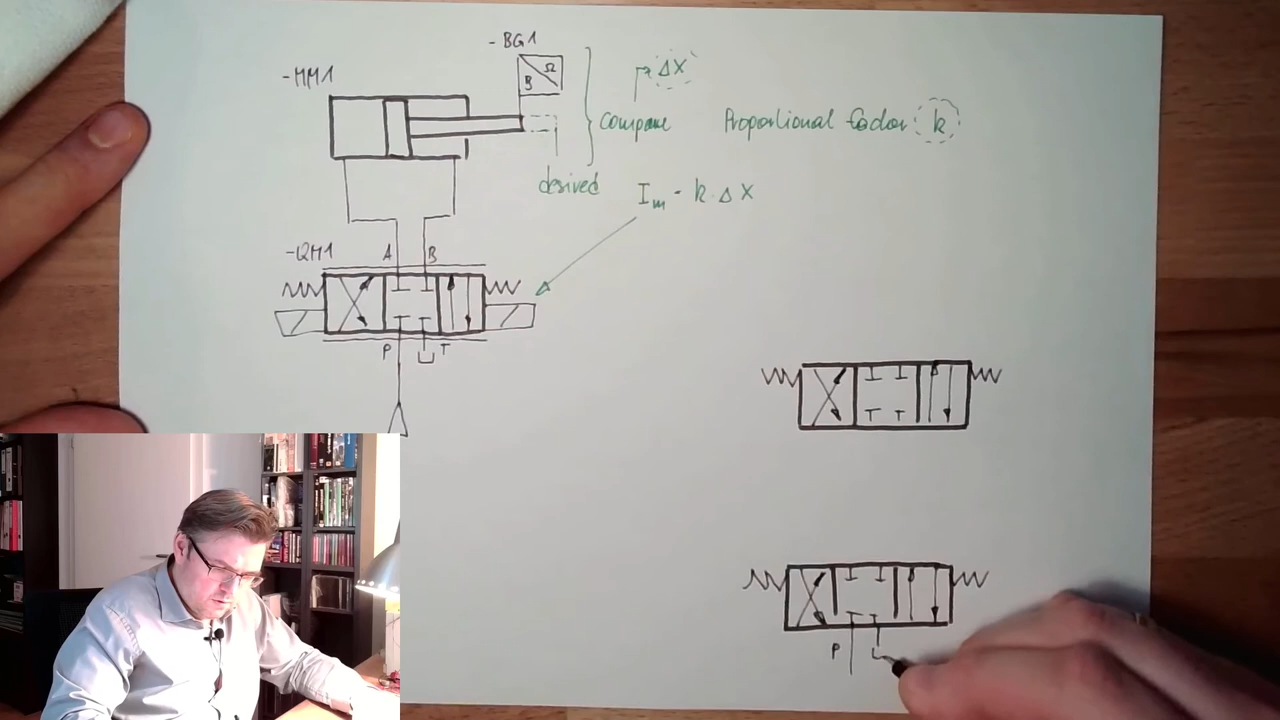 -BG1
-MM1
Ω
B
Δx
Compare
Proportional factor: k
desired
Im = k·Δx
-QM1
A
B
P
T
P